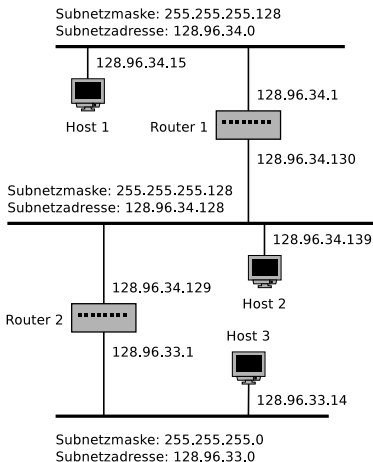 Subnetzmaske: 255.255.255.128
Subnetzadresse: 128.96.34.0
128.96.34.15
128.96.34.1
Host 1
Router 1
128.96.34.130
Subnetzmaske: 255.255.255.128
Subnetzadresse: 128.96.34.128
128.96.34.139
128.96.34.129
Host 2
Router 2
Host 3
128.96.33.1
128.96.33.14
Subnetzmaske: 255.255.255.0
Subnetzadresse: 128.96.33.0